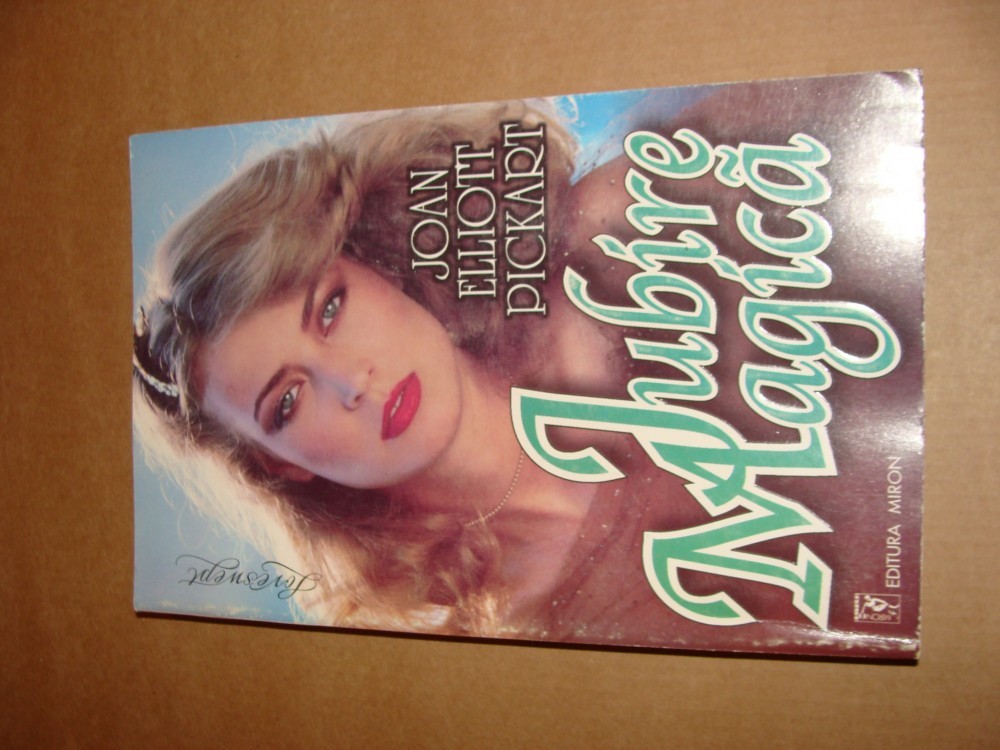 Loveswept
JOAN
ELLIOTT
PICKART
Iubire
Magică
EDITURA MIRON